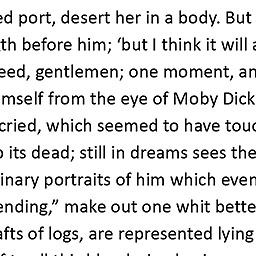 ed port, desert her in a body. But
th before him; ‘but I think it will a
eed, gentlemen; one moment, an
mself from the eye of Moby Dick
cried, which seemed to have touc
o its dead; still in dreams sees the
inary portraits of him which even
ending,” make out one whit bette
afts of logs, are represented lying